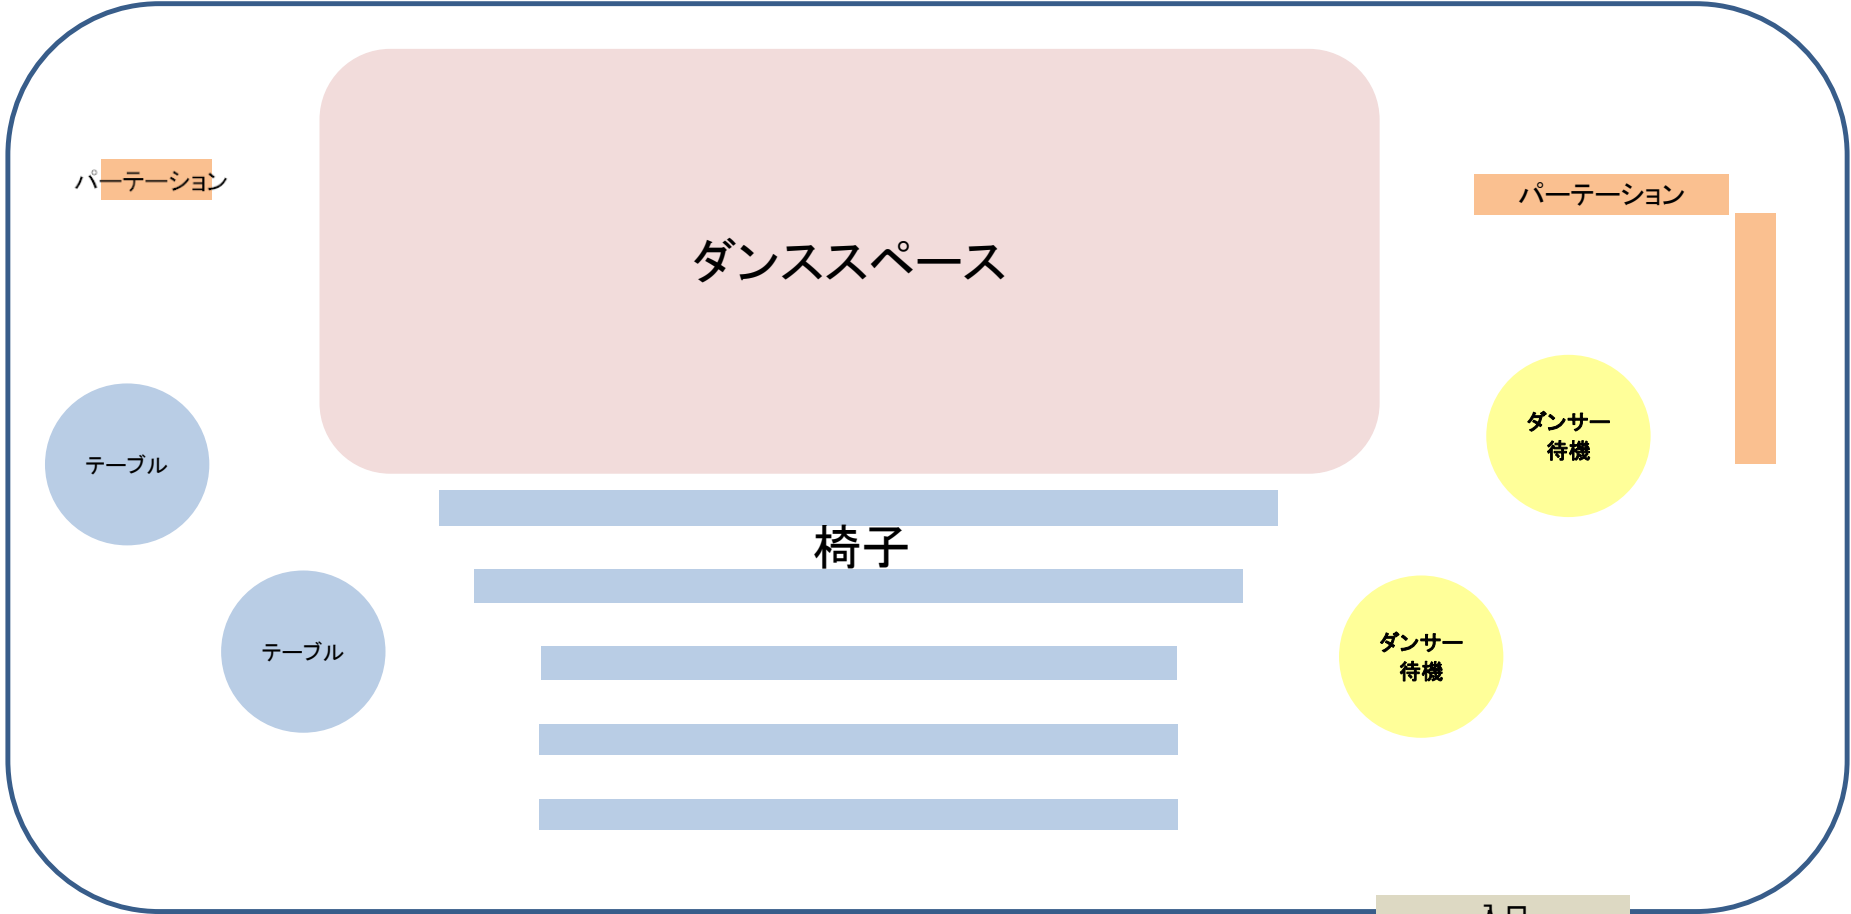 パーテーション
パーテーション
ダンススペース
ダンサー
待機
テーブル
椅子
ダンサー
待機
テーブル
入口